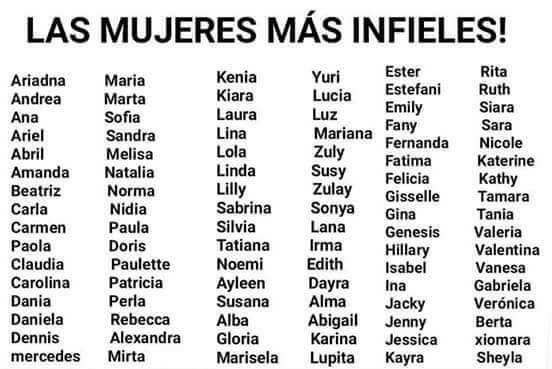 LAS MUJERES MÁS INFIELES!
Ariadna
Andrea
Ana
Ariel
Abril
Amanda
Beatriz
Carla
Carmen
Paola
Claudia
Carolina
Dania
Daniela
Dennis
mercedes
Maria
Marta
Sofia
Sandra
Melisa
Natalia
Norma
Nidia
Paula
Doris
Paulette
Patricia
Perla
Rebecca
Alexandra
Mirta
Kenia
Kiara
Laura
Lina
Lola
Linda
Lilly
Sabrina
Silvia
Tatiana
Noemi
Ayleen
Susana
Alba
Gloria
Marisela
Yuri
Lucia
Luz
Mariana
Zuly
Susy
Zulay
Sonya
Lana
Irma
Edith
Dayra
Alma
Abigail
Karina
Lupita
Ester
Estefani
Emily
Fany
Fernanda
Fatima
Felicia
Gisselle
Gina
Genesis
Hillary
Isabel
Ina
Jacky
Jenny
Jessica
Kayra
Rita
Ruth
Siara
Sara
Nicole
Katerine
Kathy
Tamara
Tania
Valeria
Valentina
Vanesa
Gabriela
Verónica
Berta
xiomara
Sheyla